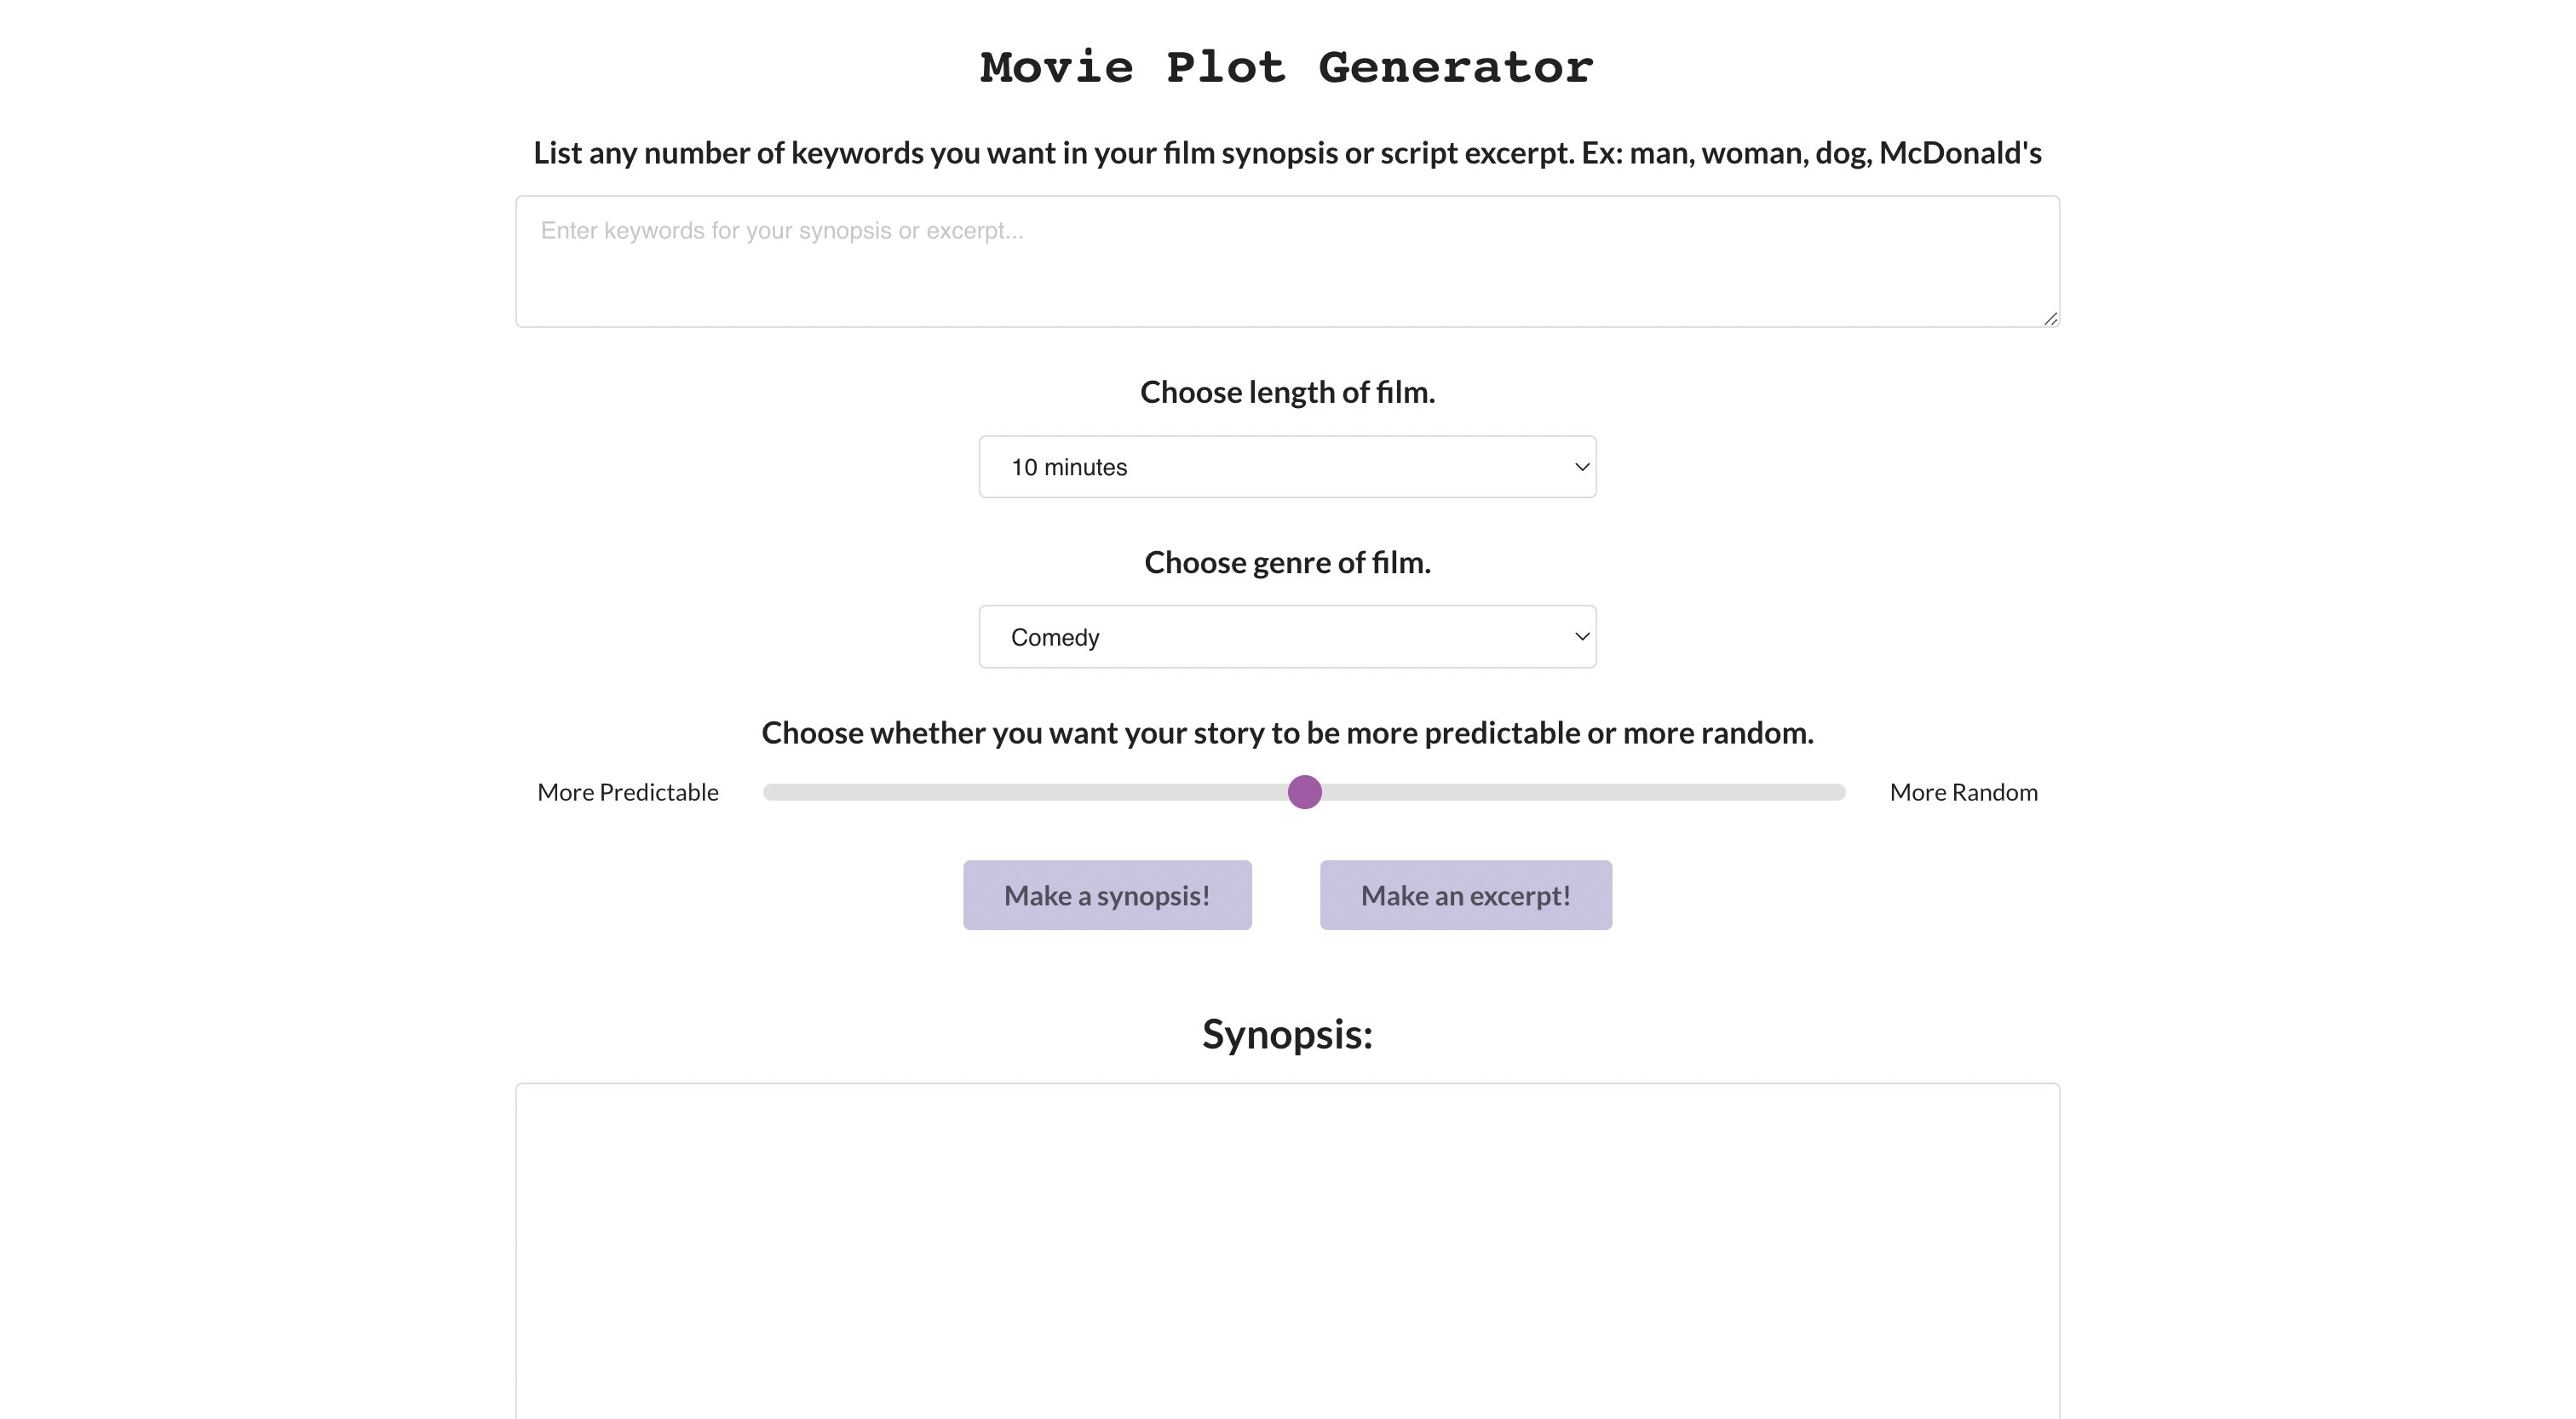 Movie Plot Generator
List any number of keywords you want in your film synopsis or script excerpt. Ex: man, woman, dog, McDonald's
Enter keywords for your synopsis or excerpt...
Choose length of film.
10 minutes
Choose genre of film.
Comedy
Choose whether you want your story to be more predictable or more random.
More Predictable
More Random
Make a synopsis!
Make an excerpt!
Synopsis: